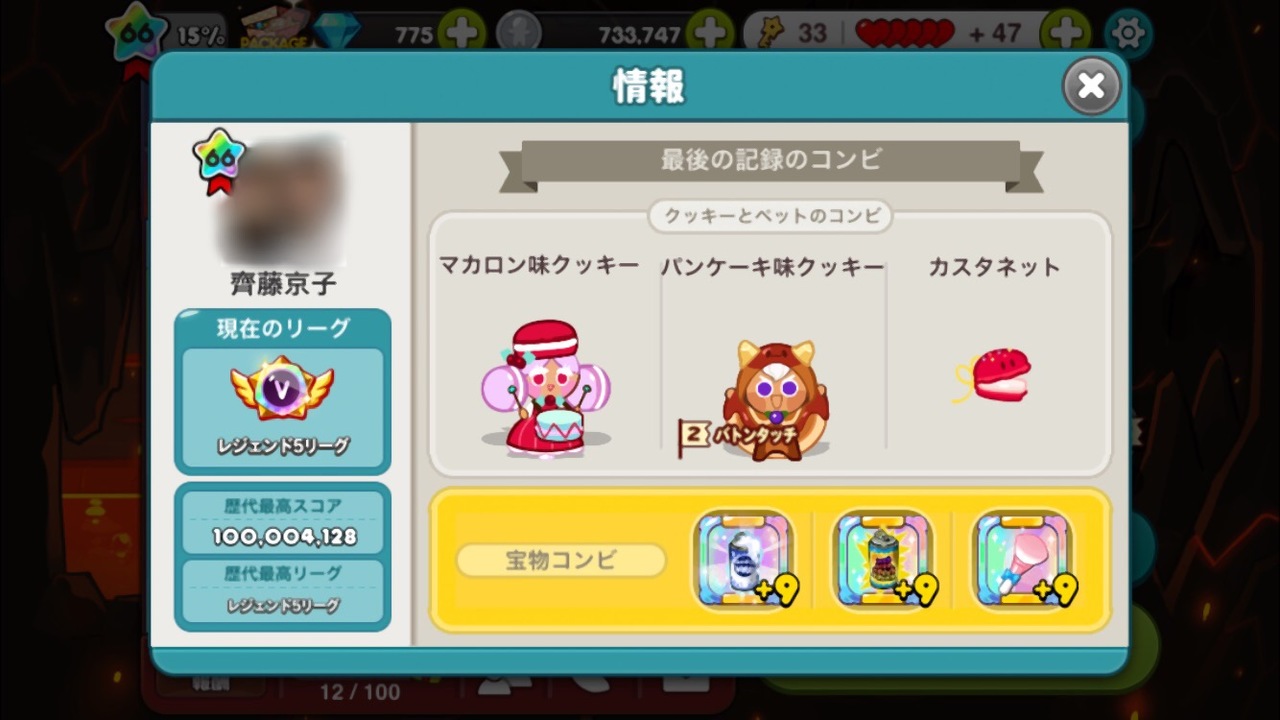 66
15%
PACKAGE
775
733,747
33
+ 47
情報
66
齊藤京子
現在のリーグ
V
レジェンド5リーグ
歴代最高スコア
100,004,128
歴代最高リーグ
レジェンド5リーグ
最後の記録のコンビ
クッキーとペットのコンビ
マカロン味クッキー
パンケーキ味クッキー
カスタネット
2 バトンタッチ
宝物コンビ
+9
+9
+9
報酬
12 / 100